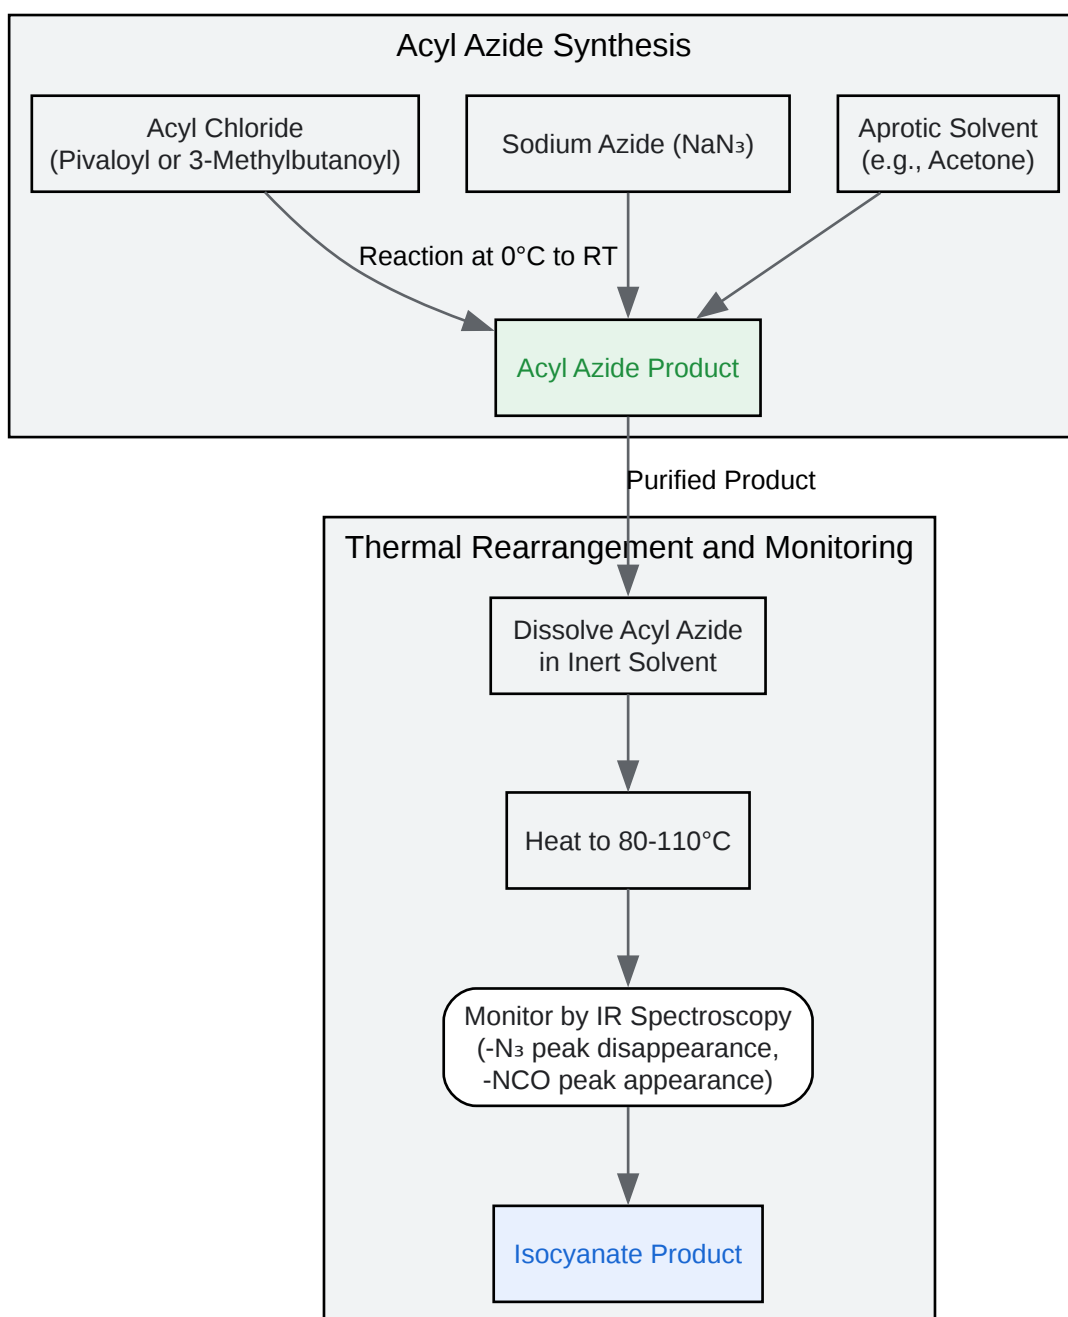 Acyl Azide Synthesis
Acyl Chloride
(Pivaloyl or 3-Methylbutanoyl)
Sodium Azide (NaN₃)
Aprotic Solvent
(e.g., Acetone)
Reaction at 0°C to RT
Acyl Azide Product
Purified Product
Thermal Rearrangement and Monitoring
Dissolve Acyl Azide
in Inert Solvent
Heat to 80-110°C
Monitor by IR Spectroscopy
(-N₃ peak disappearance,
-NCO peak appearance)
Isocyanate Product